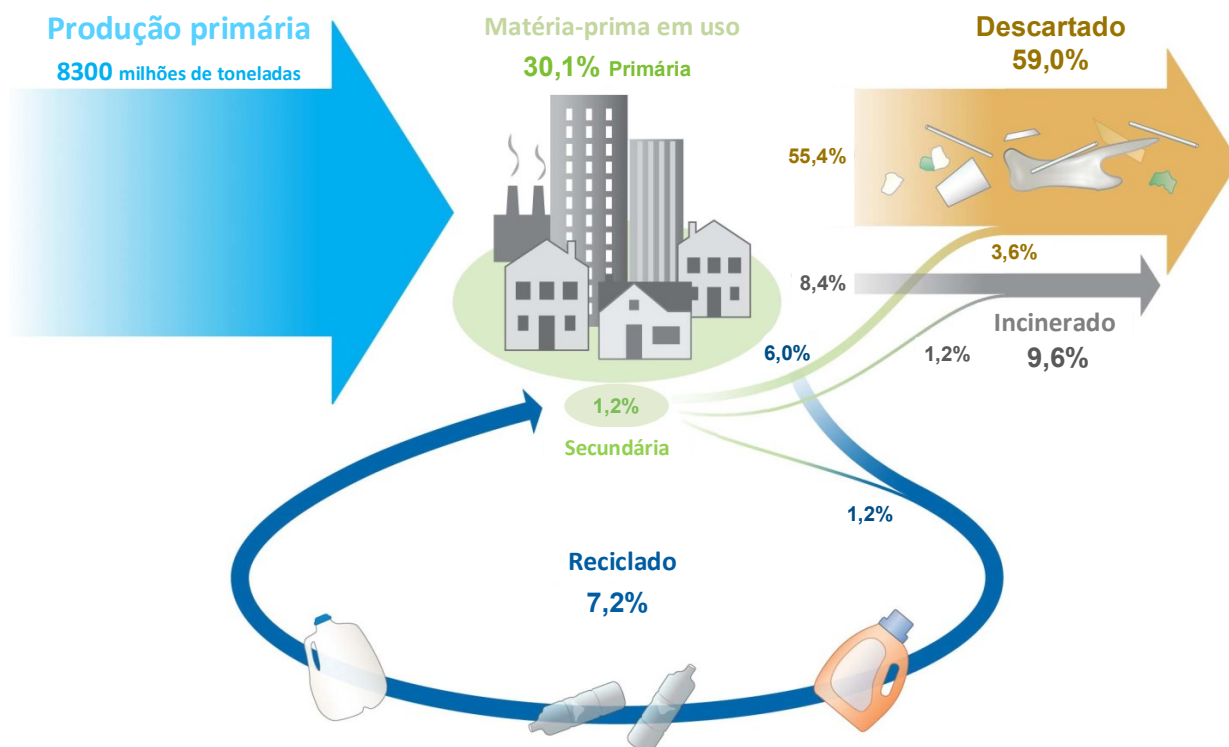 Produção primária
8300 milhões de toneladas
Matéria-prima em uso
30,1% Primária
Descartado
59,0%
55,4%
3,6%
8,4%
Incinerado
9,6%
1,2%
6,0%
1,2%
Secundária
1,2%
Reciclado
7,2%